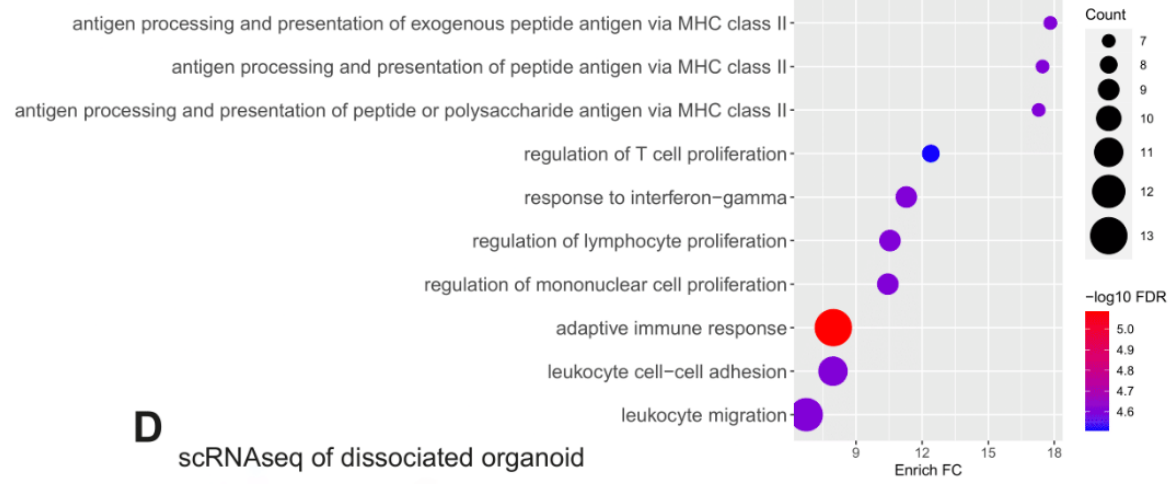 antigen processing and presentation of exogenous peptide antigen via MHC class II
antigen processing and presentation of peptide antigen via MHC class II
antigen processing and presentation of peptide or polysaccharide antigen via MHC class II
regulation of T cell proliferation
response to interferon−gamma
regulation of lymphocyte proliferation
regulation of mononuclear cell proliferation
adaptive immune response
leukocyte cell−cell adhesion
leukocyte migration
9 12 15 18
Enrich FC
Count
7
8
9
10
11
12
13
−log10 FDR
5.0
4.9
4.8
4.7
4.6
D
scRNAseq of dissociated organoid